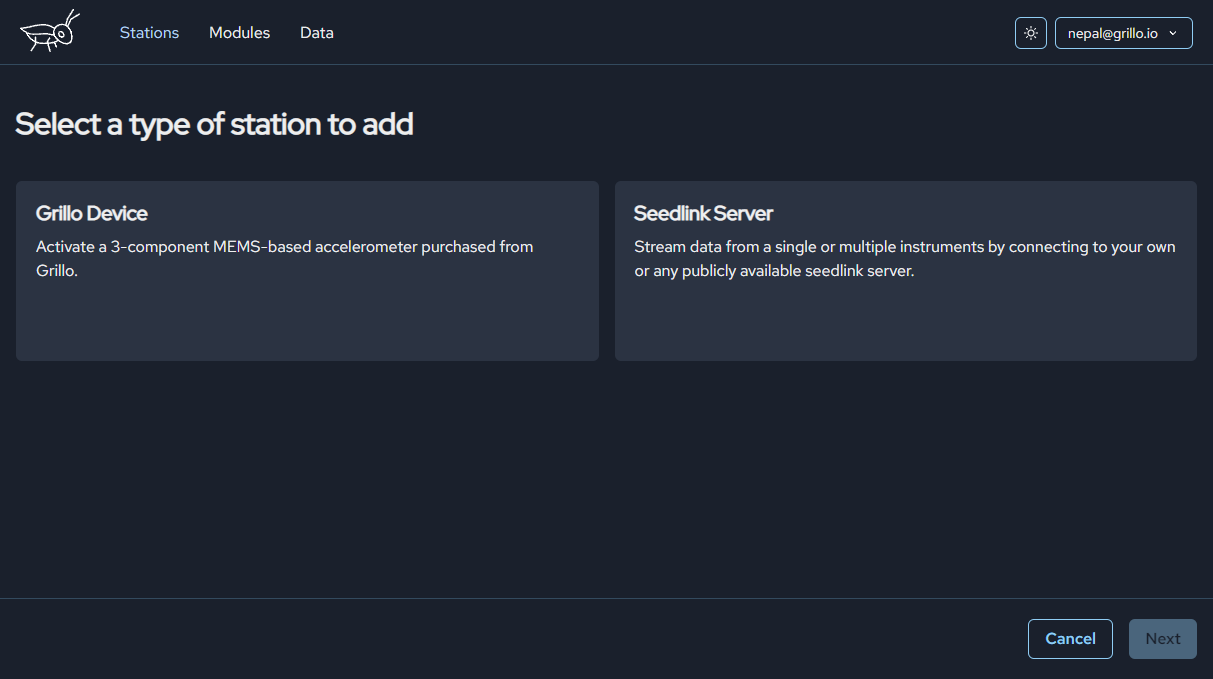 Stations Modules Data nepal@grillo.io
Select a type of station to add
Grillo Device
Activate a 3-component MEMS-based accelerometer purchased from
Grillo.
Seedlink Server
Stream data from a single or multiple instruments by connecting to your own
or any publicly available seedlink server.
Cancel Next